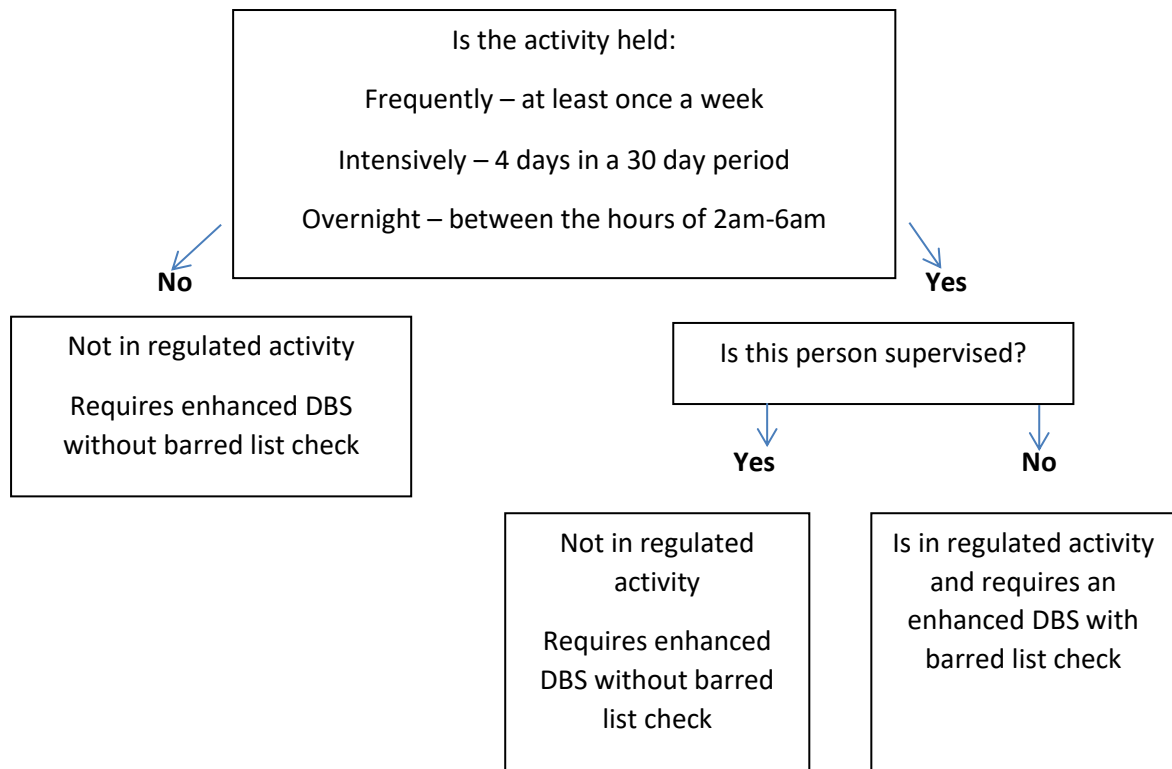 Is the activity held:
Frequently – at least once a week
Intensively – 4 days in a 30 day period
Overnight – between the hours of 2am-6am
No
Yes
Not in regulated activity
Requires enhanced DBS
without barred list check
Is this person supervised?
Yes
No
Not in regulated
activity
Requires enhanced
DBS without barred
list check
Is in regulated activity
and requires an
enhanced DBS with
barred list check